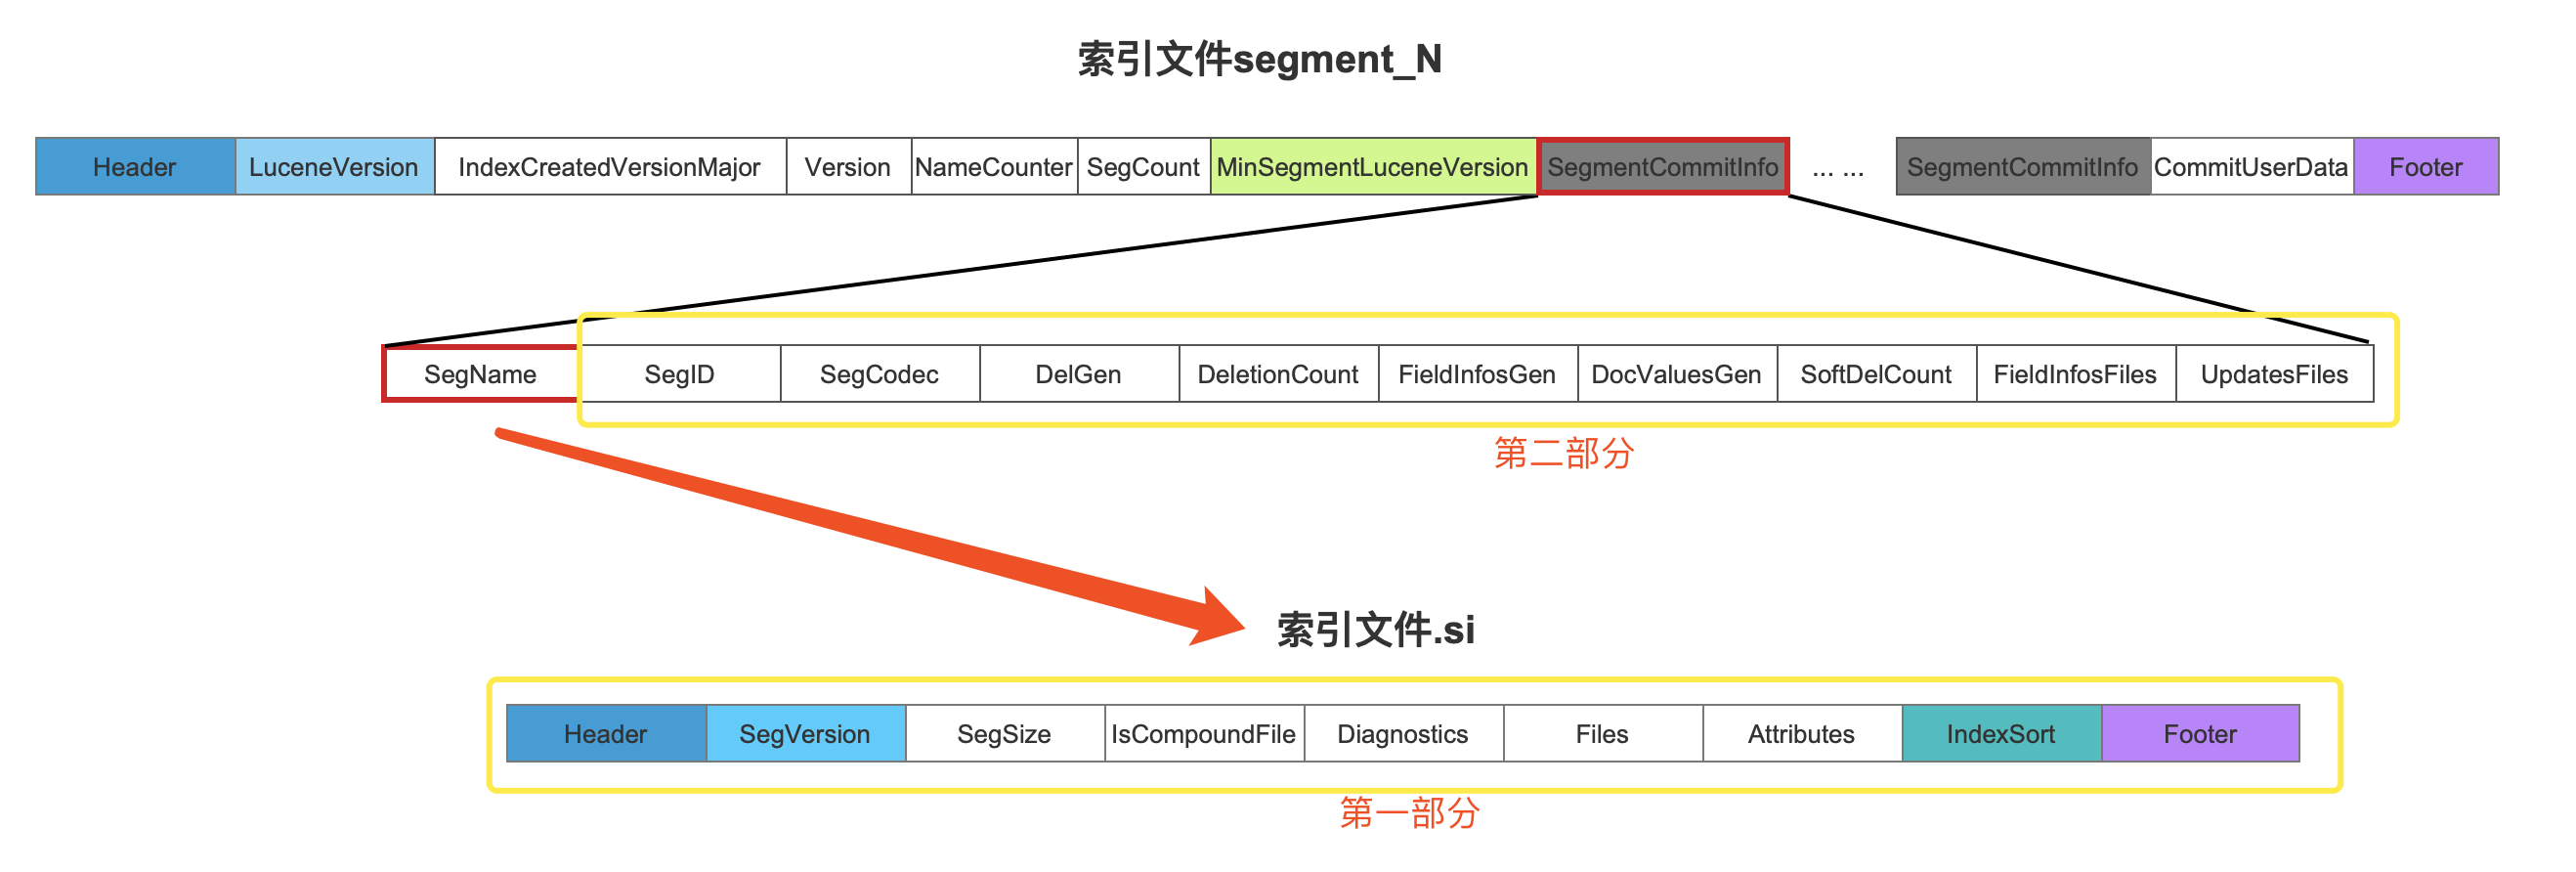 索引文件segment_N
Header LuceneVersion IndexCreatedVersionMajor Version NameCounter SegCount MinSegmentLuceneVersion SegmentCommitInfo ... ... SegmentCommitInfo CommitUserData Footer
SegName SegID SegCodec DelGen DeletionCount FieldInfosGen DocValuesGen SoftDelCount FieldInfosFiles UpdatesFiles
第二部分
索引文件.si
Header SegVersion SegSize IsCompoundFile Diagnostics Files Attributes IndexSort Footer
第一部分